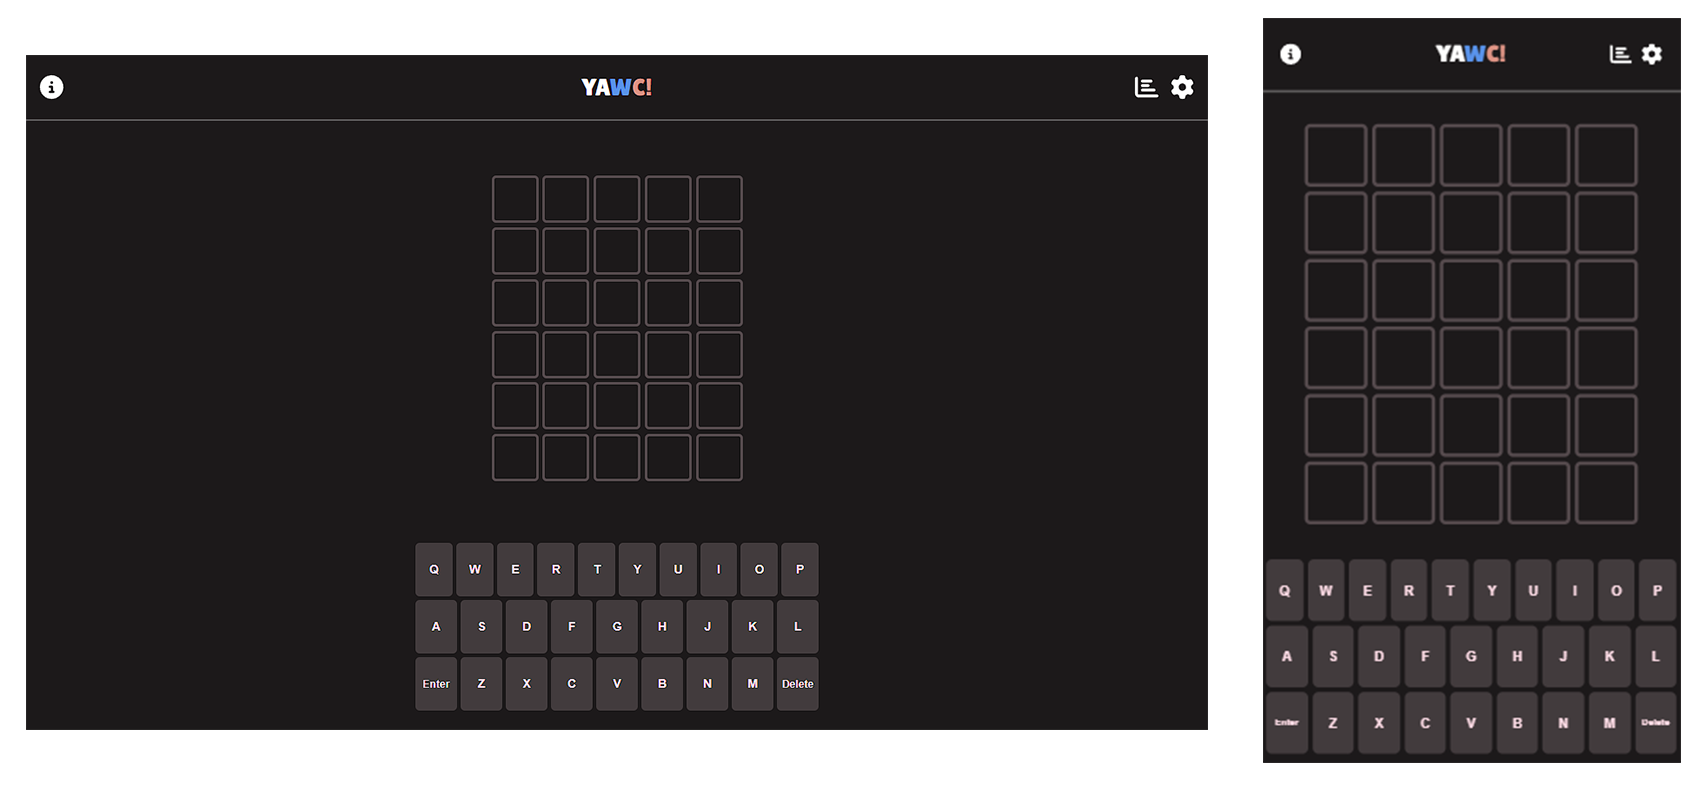 YAWC!
Q W E R T Y U I O P
A S D F G H J K L
Enter Z X C V B N M Delete
YAWC!
Q W E R T Y U I O P
A S D F G H J K L
Enter Z X C V B N M Delete